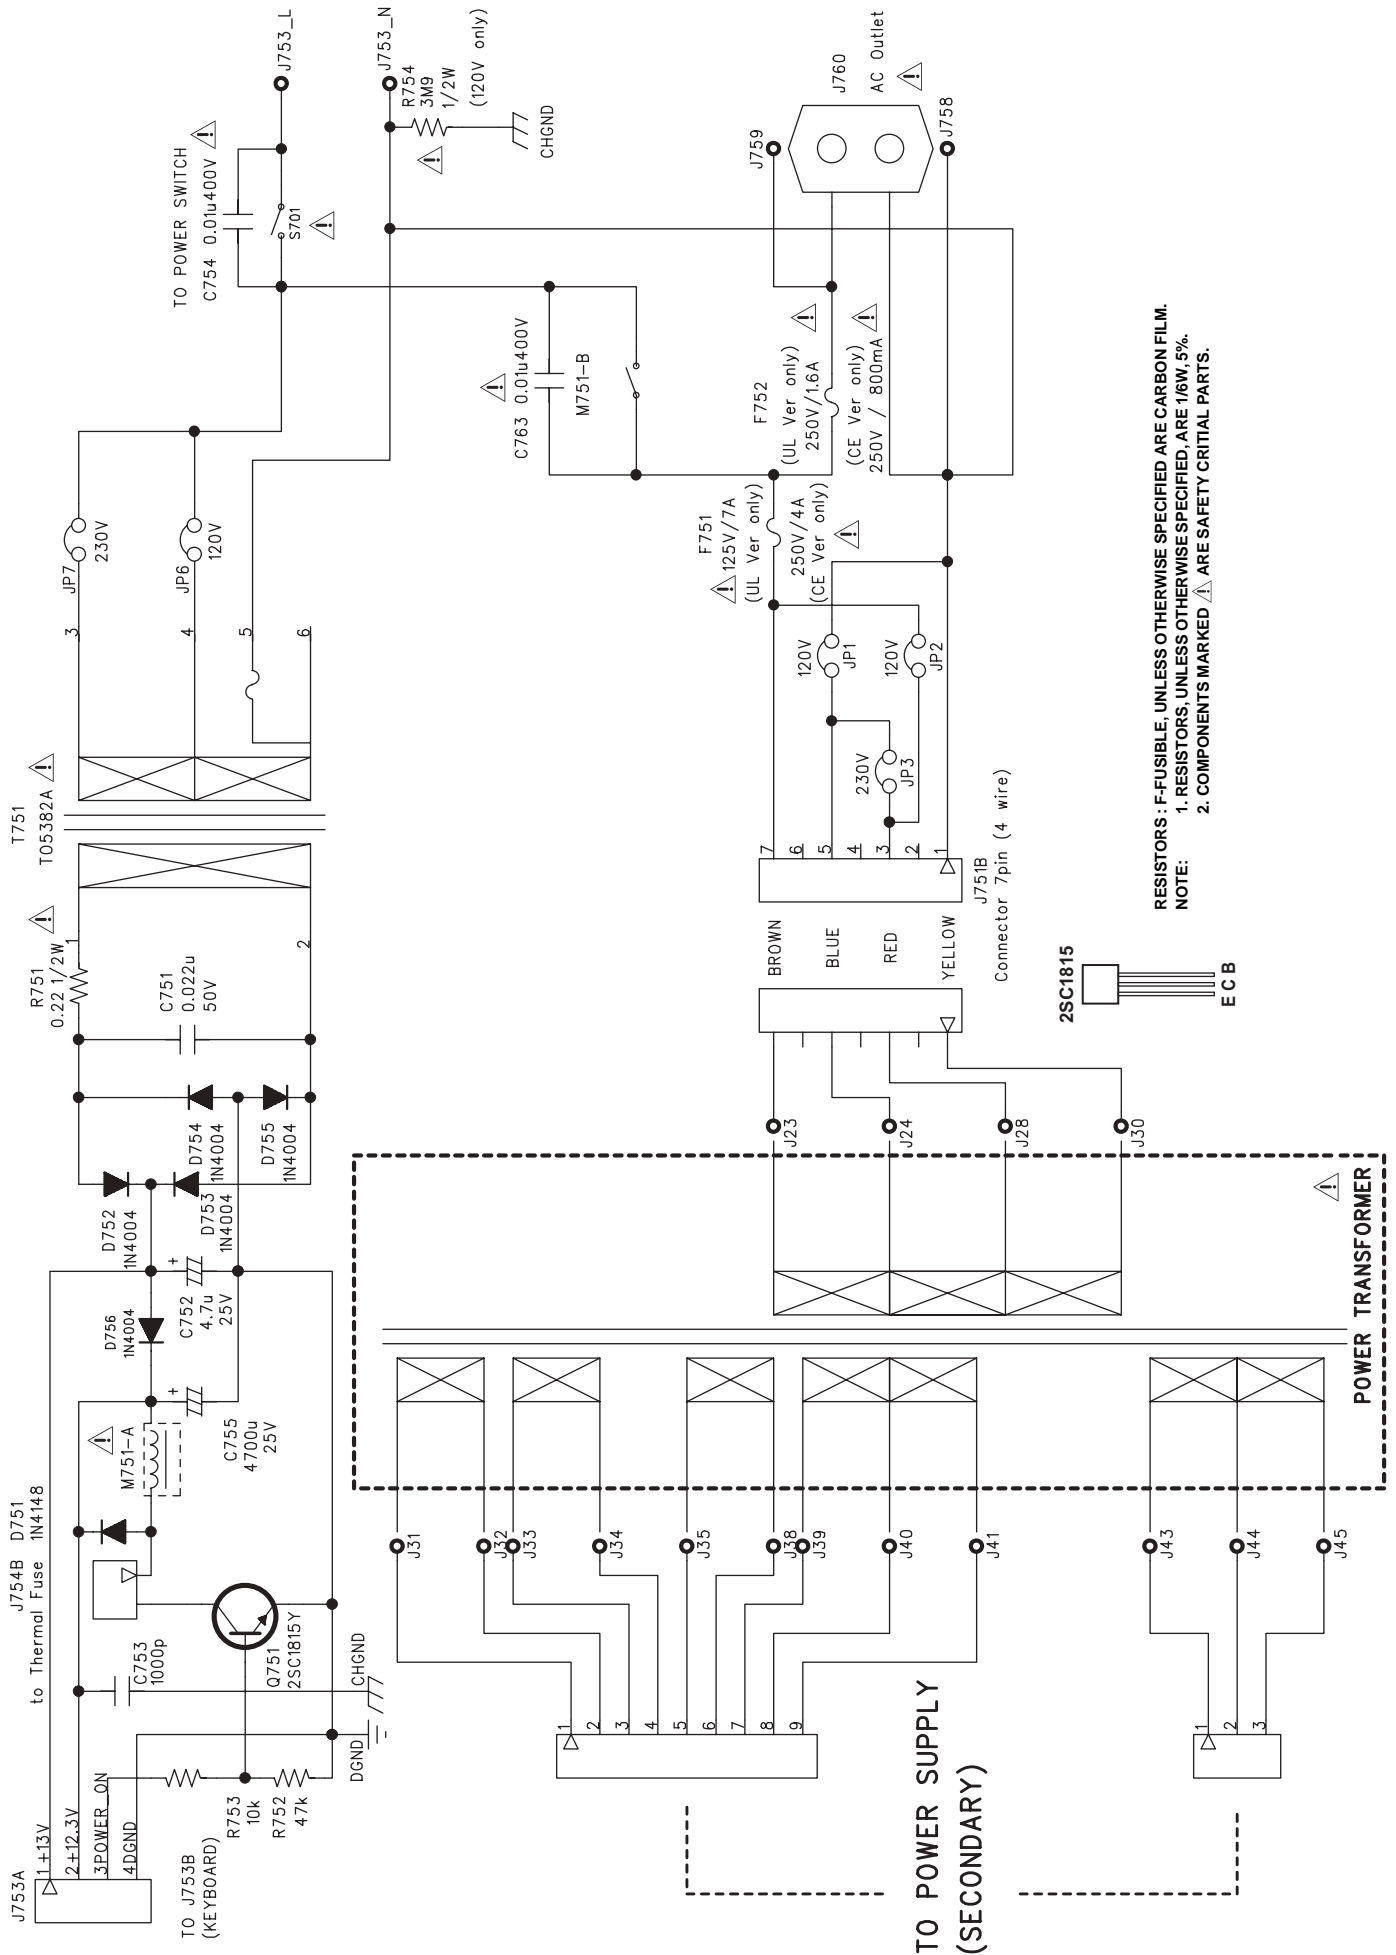 J753A
1 +13V
2 +12.3V
3 POWER_ON
4 DGND
TO J753B
(KEYBOARD)
R753
10k
R752
47k
DGND
CHGND
J754B
to Thermal Fuse
C753
1000p
Q751
2SC1815Y
D751
1N4148
M751-A
C755
4700u
25V
+
D756
1N4004
C752
4.7u
25V
+
D752
1N4004
D753
1N4004
D754
1N4004
D755
1N4004
C751
0.022u
50V
R751
0.22 1/2W
1
2
T751
TO5382A
3
4
5
6
JP7
230V
JP6
120V
TO POWER SWITCH
C754 0.01u400V
S701
J753_L
J753_N
R754
3M9
1/2W
(120V only)
CHGND
C763 0.01u400V
M751-B
F752
(UL Ver only)
250V/1.6A
(CE Ver only)
250V / 800mA
J759
J760
AC Outlet
J758
F751
125V/7A
(UL Ver only)
250V/4A
(CE Ver only)
120V
JP1
120V
JP2
230V
JP3
7
6
5
4
3
2
1
J751B
Connector 7pin (4 wire)
BROWN
BLUE
RED
YELLOW
J23
J24
J28
J30
POWER TRANSFORMER
J31
J32
J33
J34
J35
J38
J39
J40
J41
J43
J44
J45
1
2
3
4
5
6
7
8
9
1
2
3
TO POWER SUPPLY
(SECONDARY)
2SC1815
E C B
RESISTORS : F-FUSIBLE, UNLESS OTHERWISE SPECIFIED ARE CARBON FILM.
NOTE: 1. RESISTORS, UNLESS OTHERWISE SPECIFIED, ARE 1/6W, 5%.
2. COMPONENTS MARKED ⚠ ARE SAFETY CRITIAL PARTS.